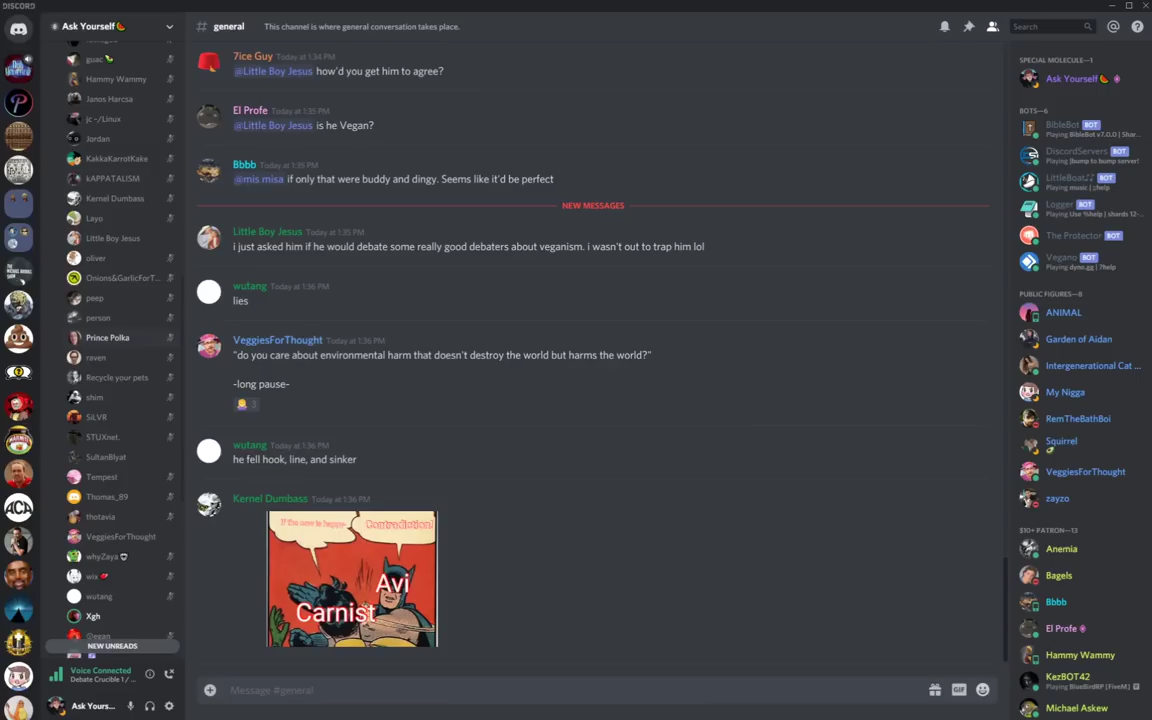 DISCORD
Ask Yourself
# general
This channel is where general conversation takes place.
Search
guac
Hammy Wammy
Janos Harcsa
jc ~/Linux
Jordan
KakkaKarrotKake
kAPPATALISM
Kernel Dumbass
Layo
Little Boy Jesus
oliver
Onions&GarlicForT...
peep
person
Prince Polka
raven
Recycle your pets
shim
SiLVR
STUXnet.
SultanBlyat
Tempest
Thomas_89
thotavia
VeggiesForThought
whyZaya
wix
wutang
Xgh
NEW UNREADS
Voice Connected
Debate Crucible 1 / ...
Ask Yours...
7ice Guy Today at 1:34 PM
@Little Boy Jesus how'd you get him to agree?
El Profe Today at 1:35 PM
@Little Boy Jesus is he Vegan?
Bbbb Today at 1:35 PM
@mis misa if only that were buddy and dingy. Seems like it'd be perfect
NEW MESSAGES
Little Boy Jesus Today at 1:35 PM
i just asked him if he would debate some really good debaters about veganism. i wasn't out to trap him lol
wutang Today at 1:36 PM
lies
VeggiesForThought Today at 1:36 PM
"do you care about environmental harm that doesn't destroy the world but harms the world?"
-long pause-
3
wutang Today at 1:36 PM
he fell hook, line, and sinker
Kernel Dumbass Today at 1:36 PM
If the cow is happy-
Contradiction!
Avi
Carnist
Message #general
GIF
SPECIAL MOLECULE—1
Ask Yourself
BOTS—6
BibleBot BOT
Playing BibleBot v7.0.0 | Shar...
DiscordServers BOT
Playing !bump to bump server!
LittleBoat BOT
Playing music | ;;help
Logger BOT
Playing Use %help | shards 12-...
The Protector BOT
Vegano BOT
Playing dyno.gg | ?help
PUBLIC FIGURES—8
ANIMAL
Garden of Aidan
Intergenerational Cat ...
My Nigga
RemTheBathBoi
Squirrel
VeggiesForThought
zayzo
$10+ PATRON—13
Anemia
Bagels
Bbbb
El Profe
Hammy Wammy
KezBOT42
Playing BlueBirdRP [FiveM]
Michael Askew